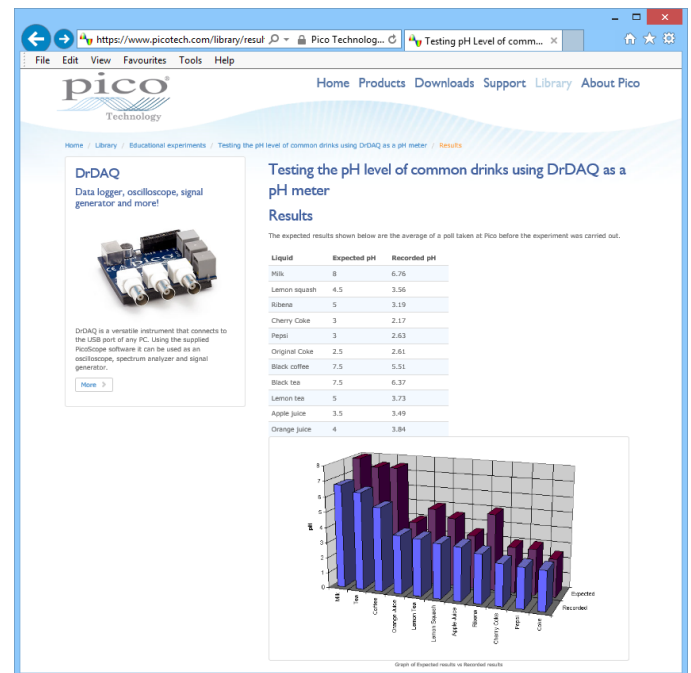 https://www.picotech.com/library/resul
Pico Technolog...
Testing pH Level of comm...
File Edit View Favourites Tools Help
pico
Technology
Home Products Downloads Support Library About Pico
Home / Library / Educational experiments / Testing the pH level of common drinks using DrDAQ as a pH meter / Results
DrDAQ
Data logger, oscilloscope, signal
generator and more!
pico
DrDAQ is a versatile instrument that connects to
the USB port of any PC. Using the supplied
PicoScope software it can be used as an
oscilloscope, spectrum analyzer and signal
generator.
More >
Testing the pH level of common drinks using DrDAQ as a
pH meter
Results
The expected results shown below are the average of a poll taken at Pico before the experiment was carried out.
Liquid Expected pH Recorded pH
Milk 8 6.76
Lemon squash 4.5 3.56
Ribena 5 3.19
Cherry Coke 3 2.17
Pepsi 3 2.63
Original Coke 2.5 2.61
Black coffee 7.5 5.51
Black tea 7.5 6.37
Lemon tea 5 3.73
Apple juice 3.5 3.49
Orange juice 4 3.84
8
7
6
5
4
3
2
1
0
pH
Milk
Tea
Coffee
Orange Juice
Lemon Tea
Lemon Squash
Apple Juice
Ribena
Cherry Coke
Pepsi
Coke
Expected
Recorded
Graph of Expected results vs Recorded results